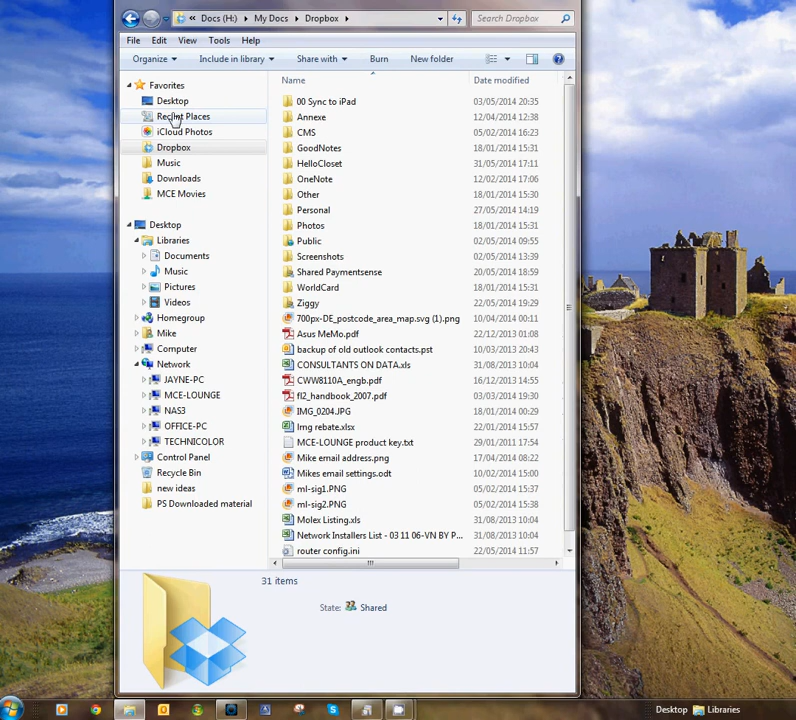 Docs (H:) ▸ My Docs ▸ Dropbox ▸
Search Dropbox
File Edit View Tools Help
Organize Include in library Share with Burn New folder
Favorites
Desktop
Recent Places
iCloud Photos
Dropbox
Music
Downloads
MCE Movies
Desktop
Libraries
Documents
Music
Pictures
Videos
Homegroup
Mike
Computer
Network
JAYNE-PC
MCE-LOUNGE
NAS3
OFFICE-PC
TECHNICOLOR
Control Panel
Recycle Bin
new ideas
PS Downloaded material
Name Date modified
00 Sync to iPad 03/05/2014 20:35
Annexe 12/04/2014 12:38
CMS 05/02/2014 16:23
GoodNotes 18/01/2014 15:31
HelloCloset 31/05/2014 17:11
OneNote 12/02/2014 17:06
Other 18/01/2014 15:30
Personal 27/05/2014 14:19
Photos 18/01/2014 15:31
Public 02/05/2014 09:55
Screenshots 02/05/2014 13:39
Shared Paymentsense 20/05/2014 18:59
WorldCard 18/01/2014 15:31
Ziggy 22/05/2014 19:29
700px-DE_postcode_area_map.svg (1).png 10/04/2014 00:11
Asus MeMo.pdf 22/12/2013 01:08
backup of old outlook contacts.pst 10/03/2013 20:43
CONSULTANTS ON DATA.xls 31/08/2013 10:04
CWW8110A_engb.pdf 16/12/2013 14:55
fl2_handbook_2007.pdf 03/03/2014 19:30
IMG_0204.JPG 18/01/2014 00:29
lmg rebate.xlsx 22/01/2014 15:57
MCE-LOUNGE product key.txt 29/01/2011 17:54
Mike email address.png 17/04/2014 08:22
Mikes email settings.odt 10/02/2014 15:00
ml-sig1.PNG 05/02/2014 15:37
ml-sig2.PNG 05/02/2014 15:37
Molex Listing.xls 31/08/2013 10:04
Network Installers List - 03 11 06-VN BY P... 31/08/2013 10:04
router config.ini 22/05/2014 11:57
31 items
State: Shared
Desktop Libraries